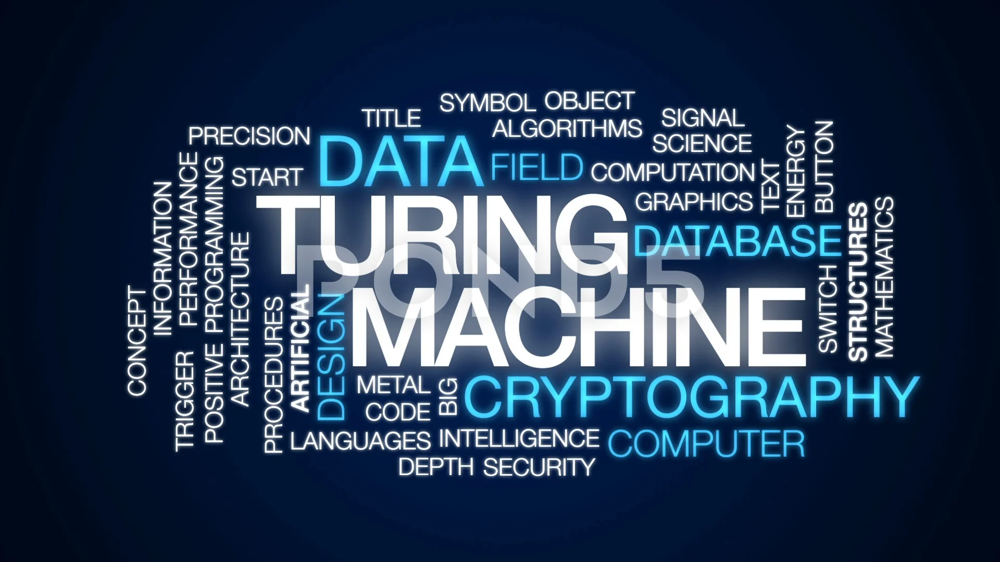 SYMBOL OBJECT
TITLE
ALGORITHMS
SIGNAL
SCIENCE
PRECISION
DATA
FIELD
COMPUTATION
START
GRAPHICS
TEXT
ENERGY
BUTTON
TURING
DATABASE
MACHINE
POND5
SWITCH
STRUCTURES
MATHEMATICS
CONCEPT
INFORMATION
PERFORMANCE
TRIGGER
PROGRAMMING
POSITIVE
ARCHITECTURE
PROCEDURES
ARTIFICIAL
DESIGN
METAL
CODE
BIG
CRYPTOGRAPHY
LANGUAGES
INTELLIGENCE
COMPUTER
DEPTH SECURITY